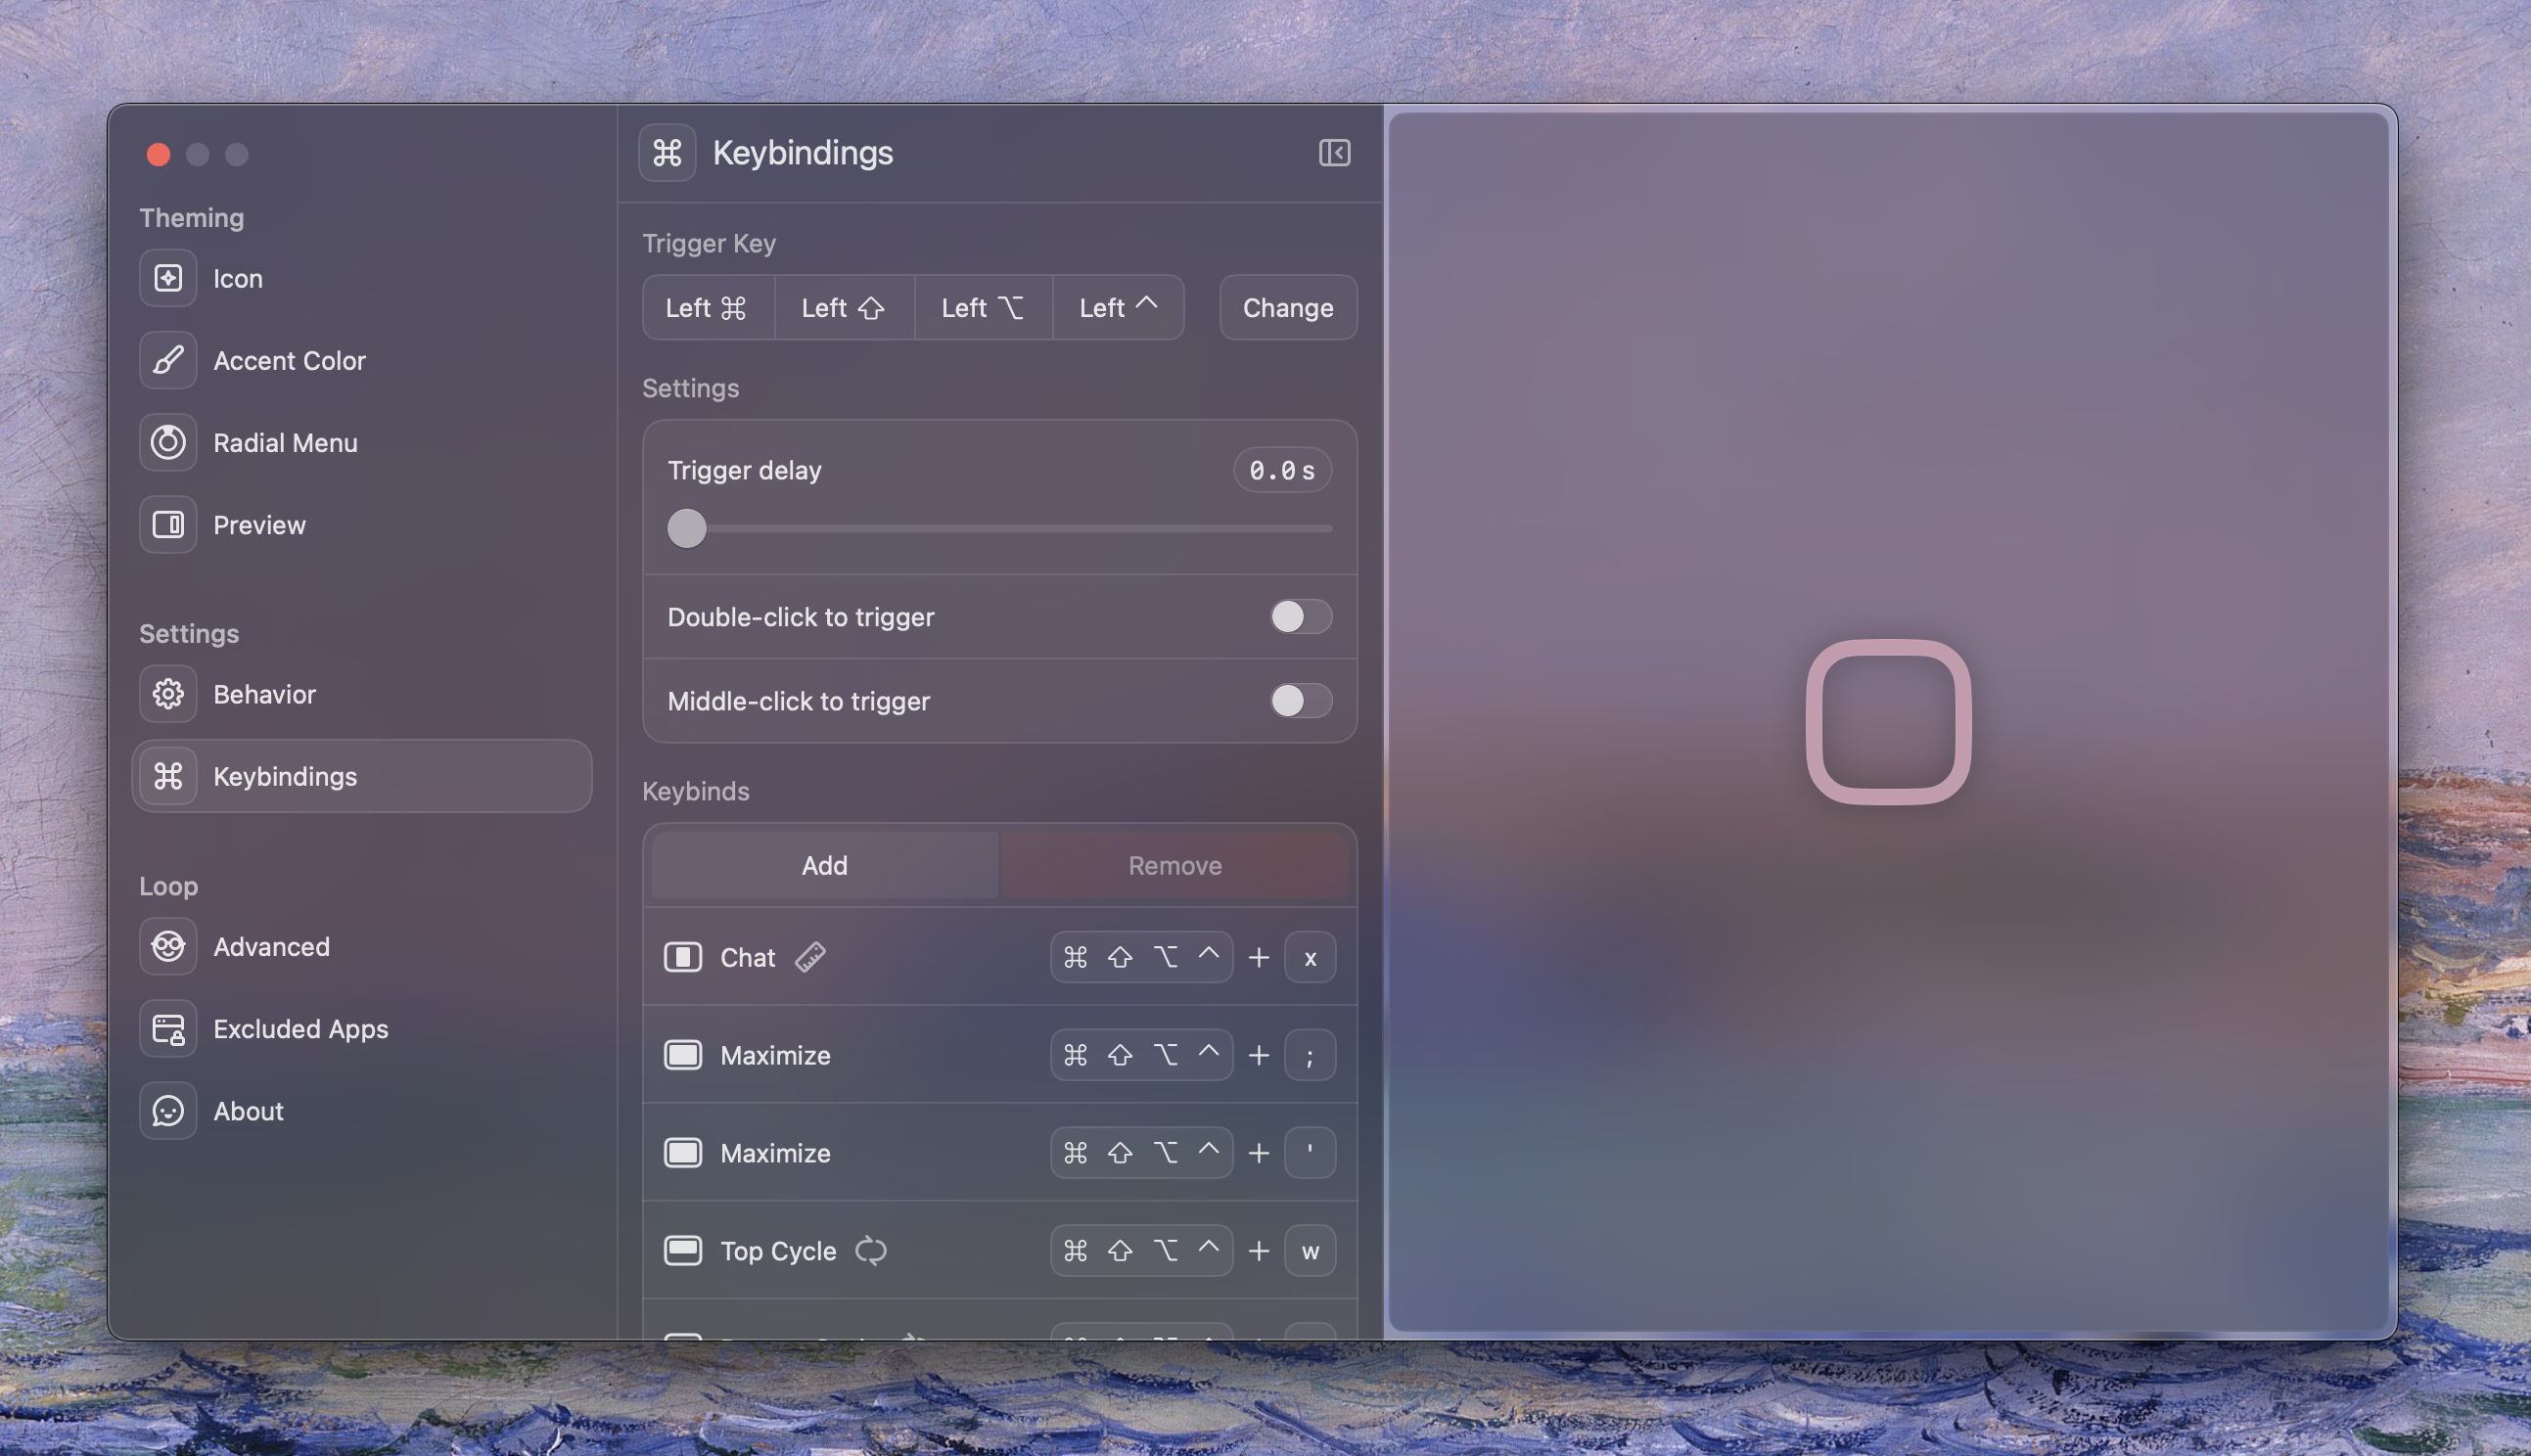 Theming
Icon
Accent Color
Radial Menu
Preview
Settings
Behavior
Keybindings
Loop
Advanced
Excluded Apps
About
⌘ Keybindings
Trigger Key
Left ⌘ Left ⇧ Left ⌥ Left ⌃ Change
Settings
Trigger delay 0.0 s
Double-click to trigger
Middle-click to trigger
Keybinds
Add Remove
Chat ⌘ ⇧ ⌥ ⌃ + x
Maximize ⌘ ⇧ ⌥ ⌃ + ;
Maximize ⌘ ⇧ ⌥ ⌃ + '
Top Cycle ⌘ ⇧ ⌥ ⌃ + w